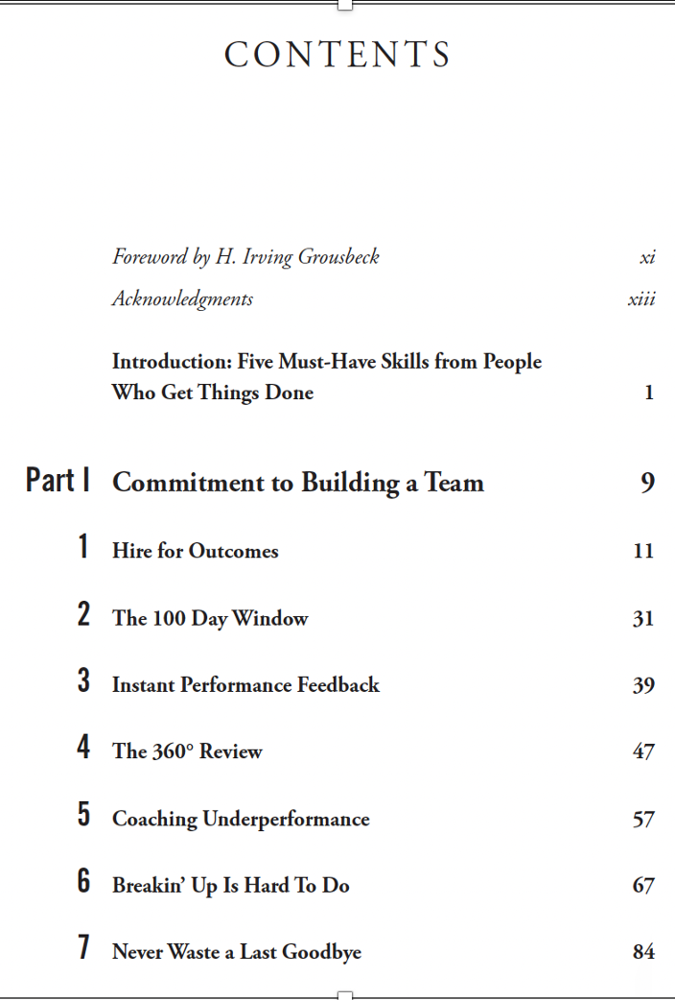 CONTENTS
Foreword by H. Irving Grousbeck xi
Acknowledgments xiii
Introduction: Five Must-Have Skills from People
Who Get Things Done 1
Part I Commitment to Building a Team 9
1 Hire for Outcomes 11
2 The 100 Day Window 31
3 Instant Performance Feedback 39
4 The 360° Review 47
5 Coaching Underperformance 57
6 Breakin’ Up Is Hard To Do 67
7 Never Waste a Last Goodbye 84